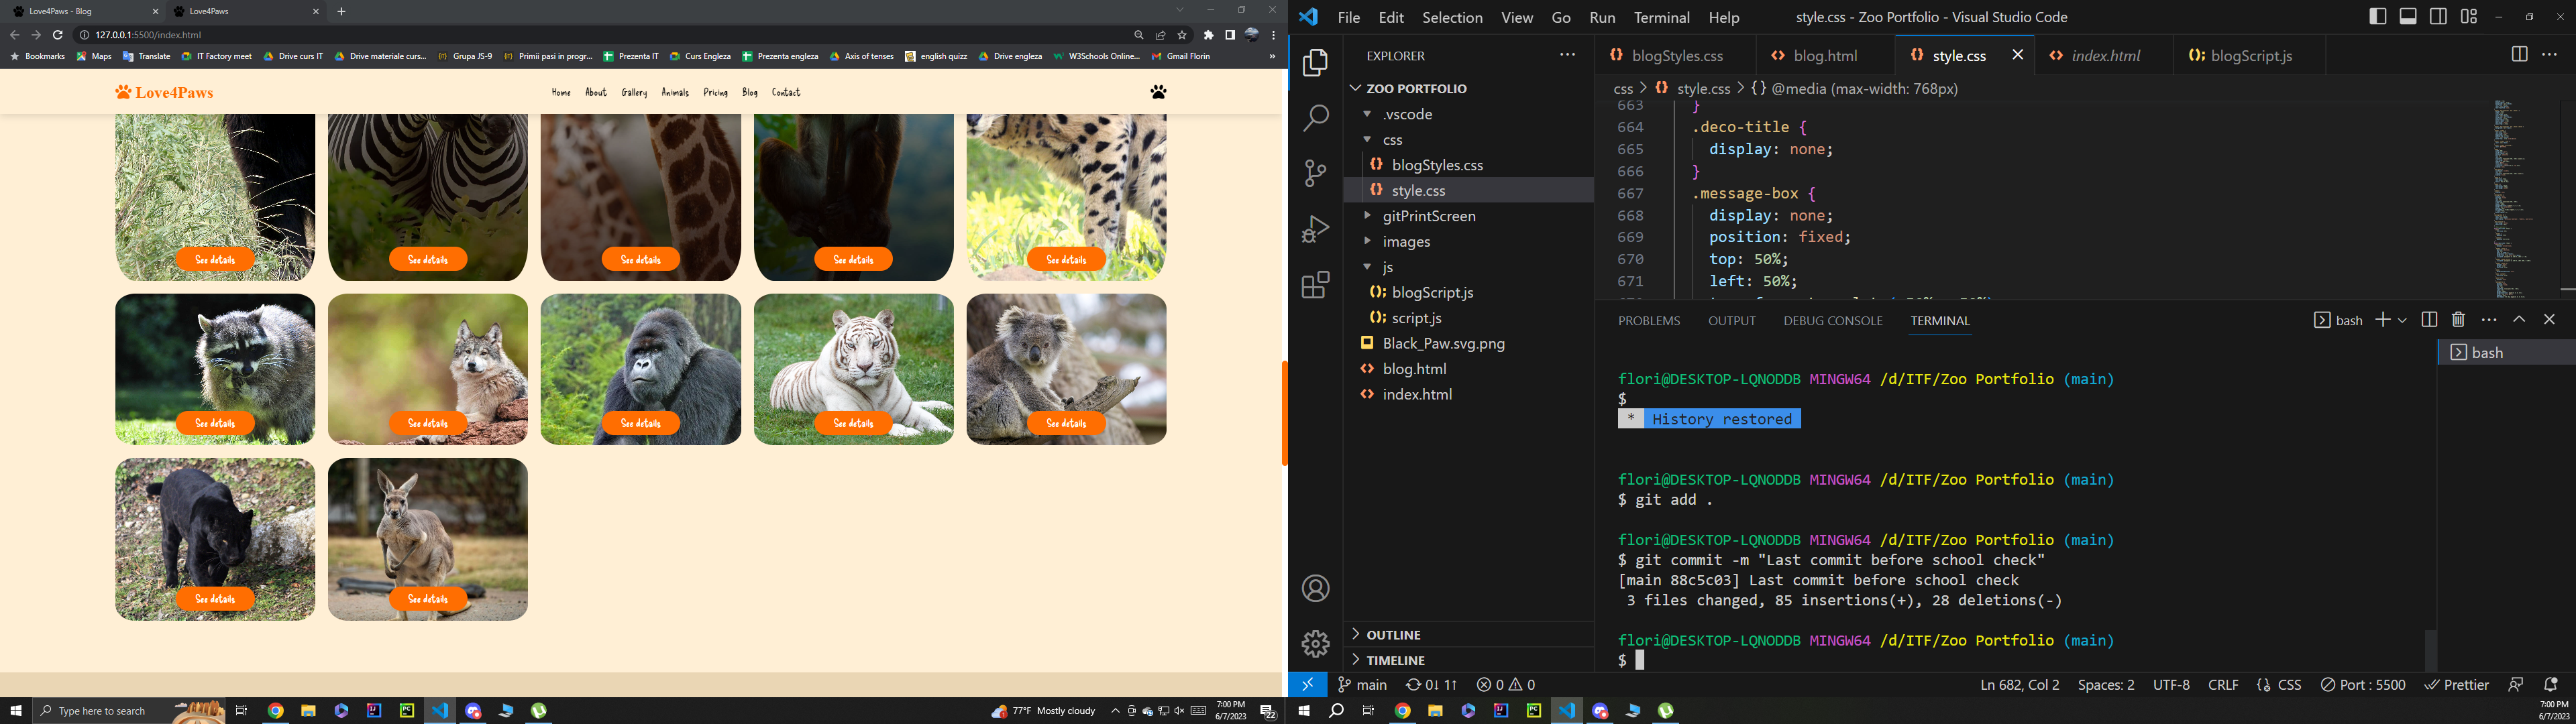 Love4Paws - Blog
Love4Paws
127.0.0.1:5500/index.html
Bookmarks Maps Translate IT Factory meet Drive curs IT Drive materiale curs... Grupa JS-9 Primii pasi in progr... Prezenta IT Curs Engleza Prezenta engleza Axis of tenses english quizz Drive engleza W3Schools Online... Gmail Florin »
Love4Paws Home About Gallery Animals Pricing Blog Contact
See details See details See details See details See details
See details See details See details See details See details
See details See details
Type here to search
77°F Mostly cloudy
7:00 PM
6/7/2023
22
File Edit Selection View Go Run Terminal Help
style.css - Zoo Portfolio - Visual Studio Code
EXPLORER
ZOO PORTFOLIO
.vscode
css
blogStyles.css
style.css
gitPrintScreen
images
js
blogScript.js
script.js
Black_Paw.svg.png
blog.html
index.html
OUTLINE
TIMELINE
blogStyles.css blog.html style.css index.html blogScript.js
css > style.css > {} @media (max-width: 768px)
663 }
664 .deco-title {
665 display: none;
666 }
667 .message-box {
668 display: none;
669 position: fixed;
670 top: 50%;
671 left: 50%;
PROBLEMS OUTPUT DEBUG CONSOLE TERMINAL
bash
bash
flori@DESKTOP-LQNODDB MINGW64 /d/ITF/Zoo Portfolio (main)
$
* History restored
flori@DESKTOP-LQNODDB MINGW64 /d/ITF/Zoo Portfolio (main)
$ git add .
flori@DESKTOP-LQNODDB MINGW64 /d/ITF/Zoo Portfolio (main)
$ git commit -m "Last commit before school check"
[main 88c5c03] Last commit before school check
3 files changed, 85 insertions(+), 28 deletions(-)
flori@DESKTOP-LQNODDB MINGW64 /d/ITF/Zoo Portfolio (main)
$
main 0↓ 1↑ 0 0
Ln 682, Col 2 Spaces: 2 UTF-8 CRLF {} CSS Port : 5500 Prettier
7:00 PM
6/7/2023